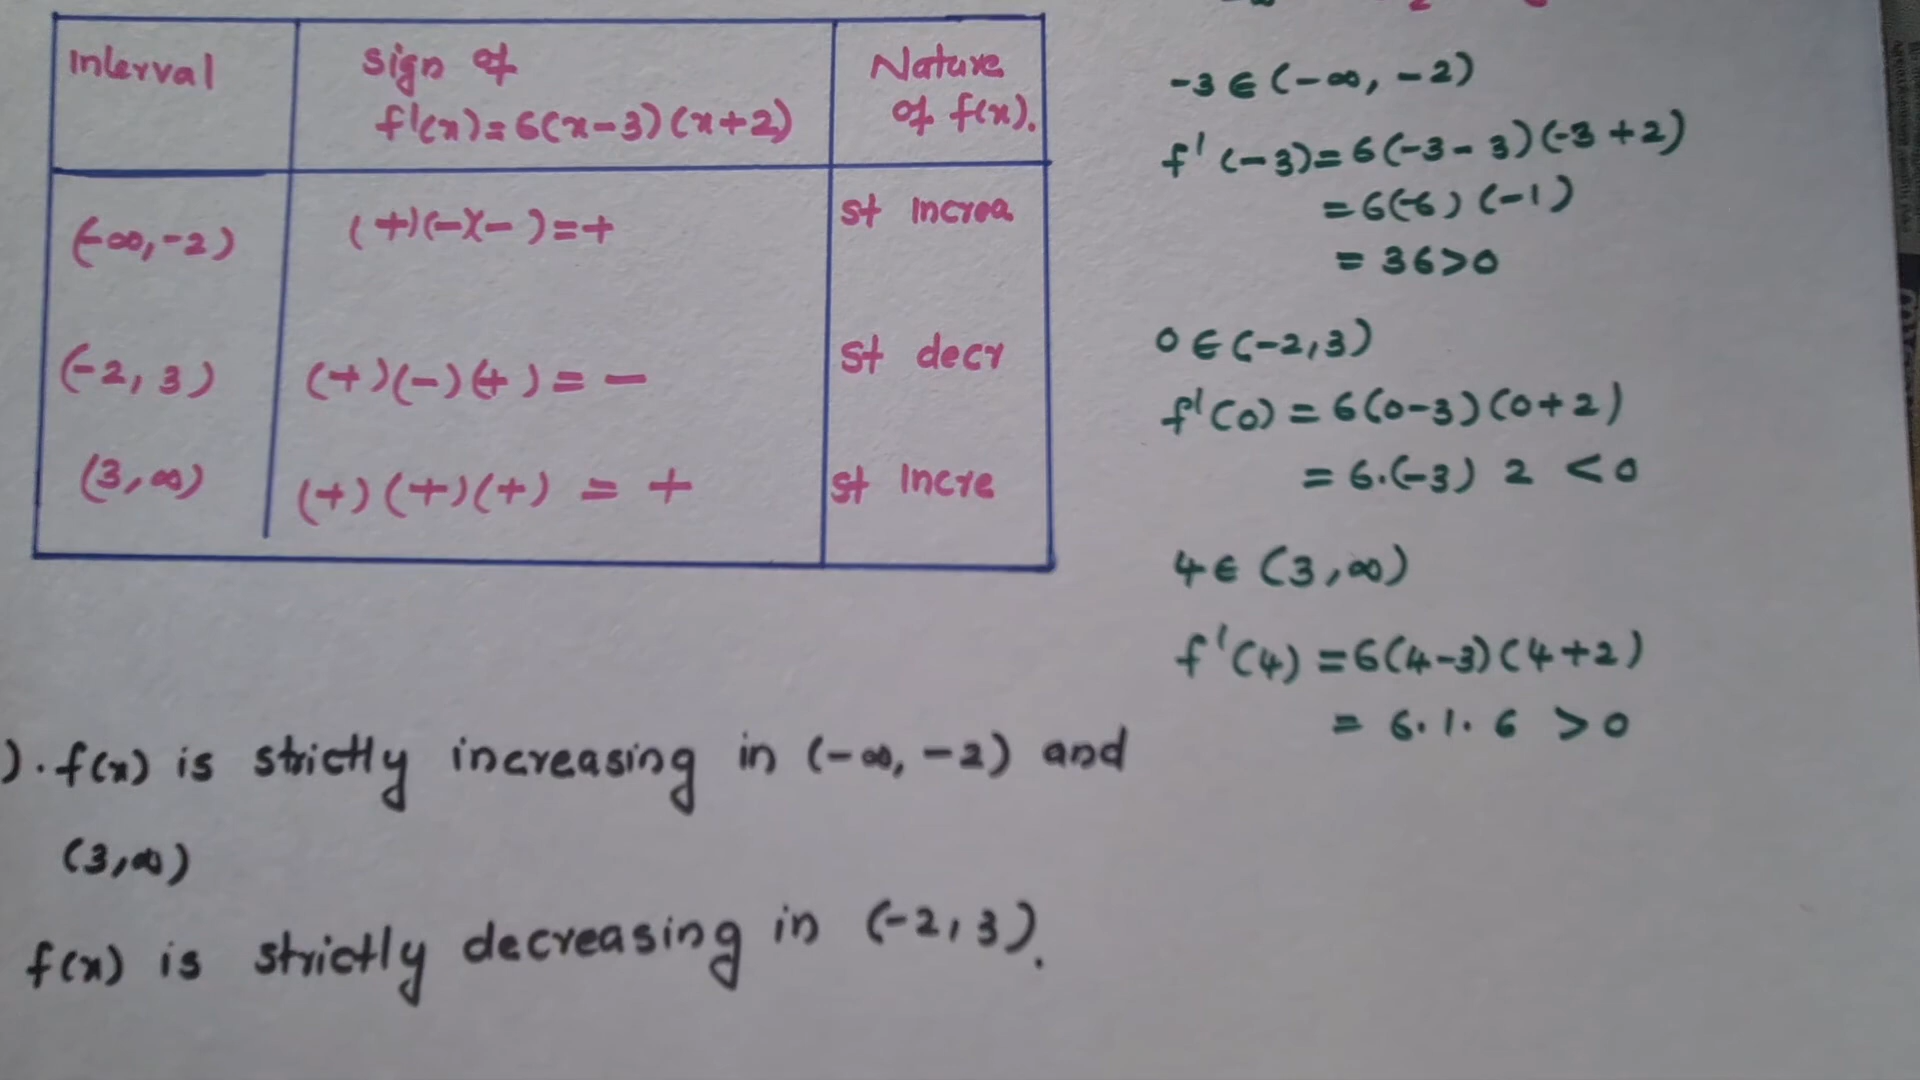 Interval
sign of
f'(x)=6(x-3)(x+2)
Nature
of f(x).
(-∞,-2)
(+)(-)(-)=+
st increa
(-2, 3)
(+)(-)(+)= -
st decr
(3,∞)
(+)(+)(+) = +
st Incre
-3 ∈ (-∞, -2)
f'(-3)=6(-3-3)(-3+2)
=6(-6)(-1)
= 36>0
0 ∈ (-2,3)
f'(0) = 6(0-3)(0+2)
= 6.(-3) 2 <0
4 ∈ (3,∞)
f'(4) =6(4-3)(4+2)
= 6.1.6 >0
). f(x) is strictly increasing in (-∞, -2) and
(3,∞)
f(x) is strictly decreasing in (-2,3).